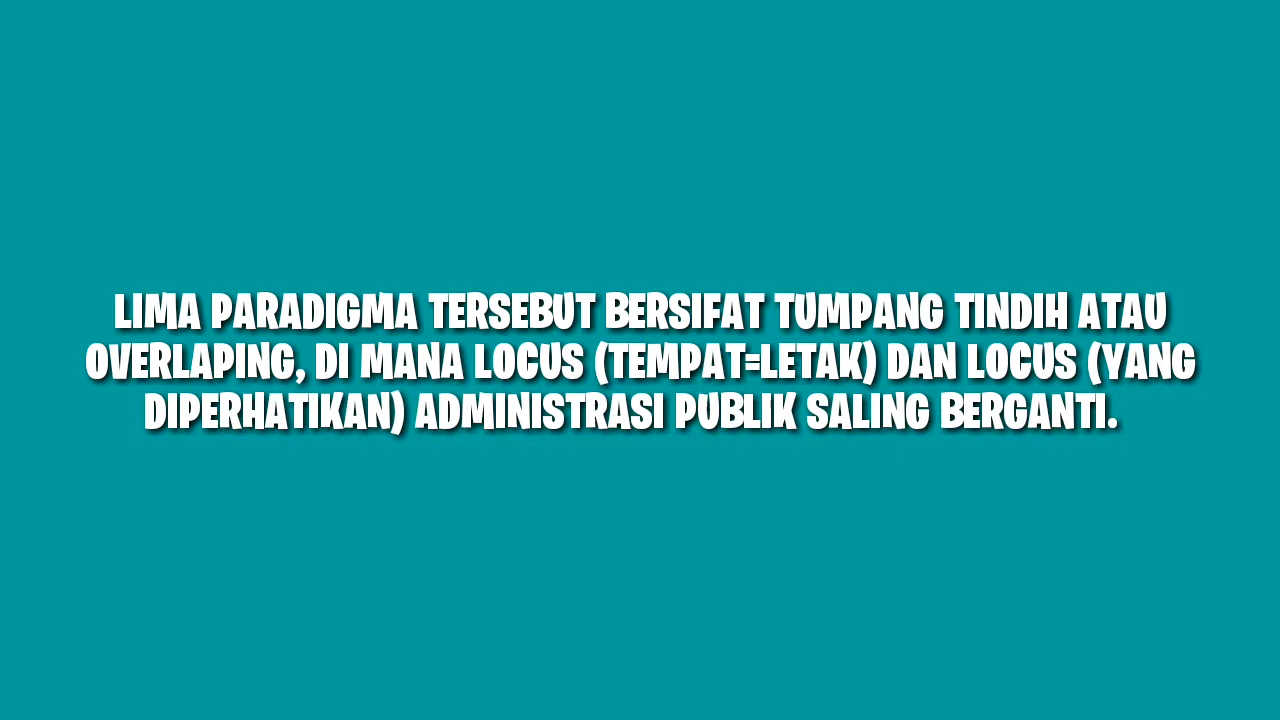 LIMA PARADIGMA TERSEBUT BERSIFAT TUMPANG TINDIH ATAU
OVERLAPING, DI MANA LOCUS (TEMPAT=LETAK) DAN LOCUS (YANG
DIPERHATIKAN) ADMINISTRASI PUBLIK SALING BERGANTI.